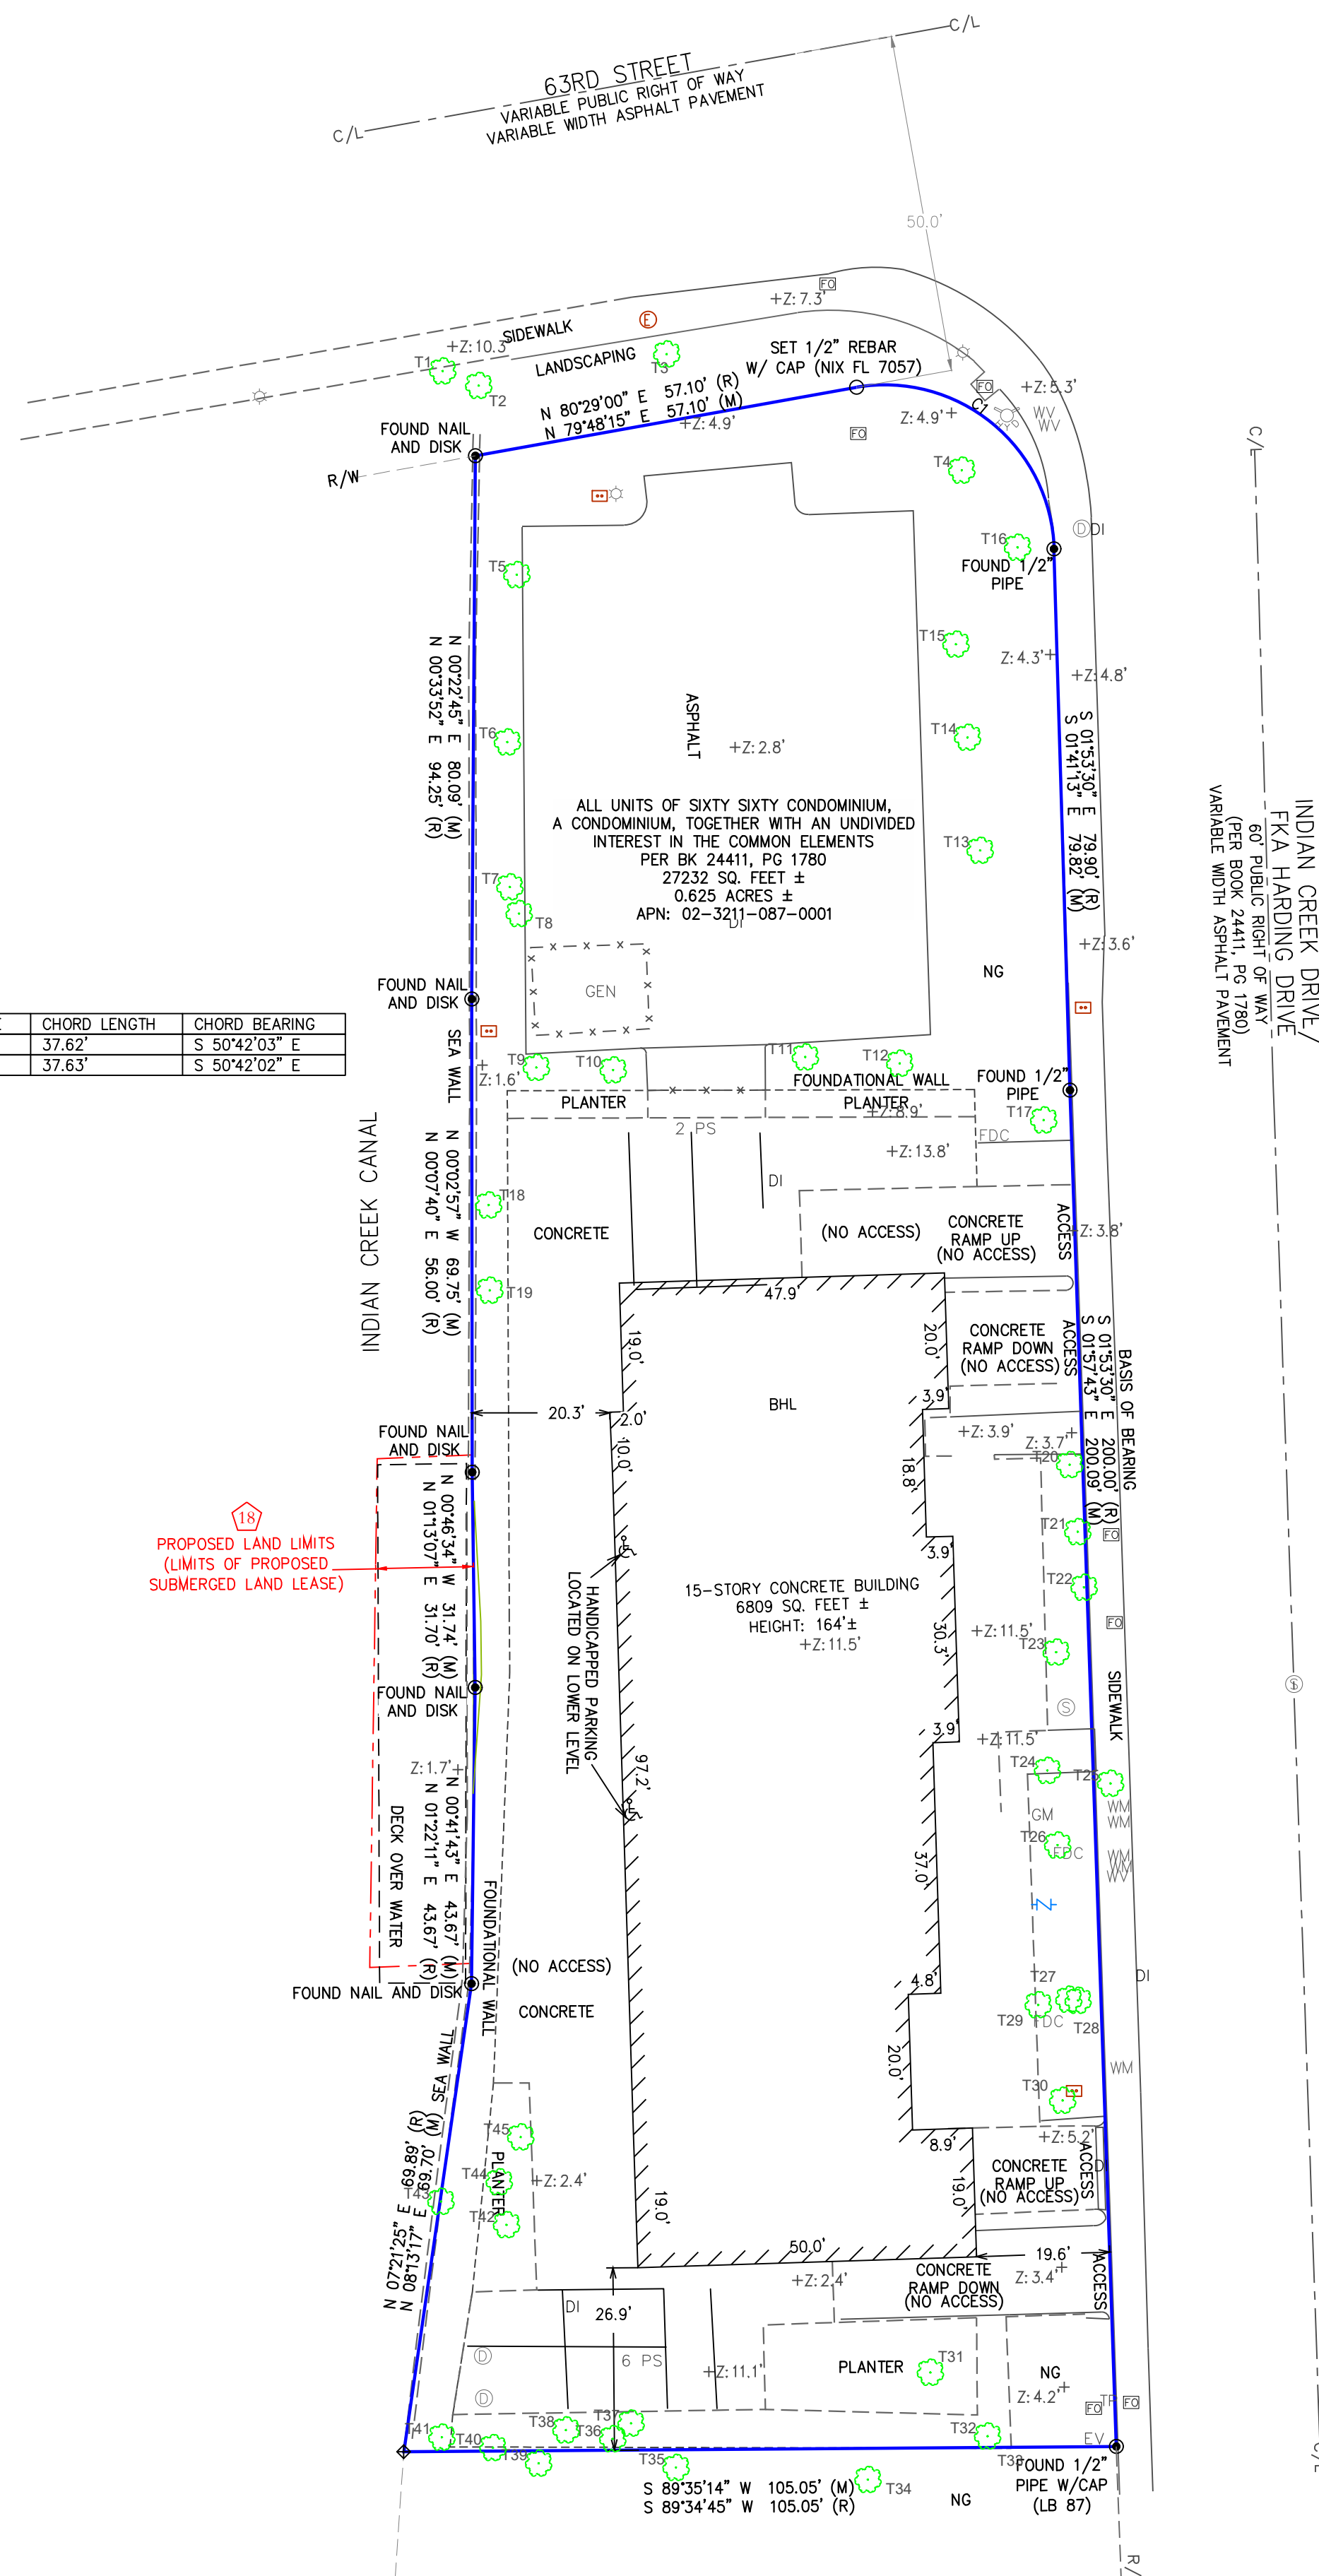 C/L
63RD STREET
VARIABLE PUBLIC RIGHT OF WAY
VARIABLE WIDTH ASPHALT PAVEMENT
C/L
50.0'
FO
+Z: 7.3'
E
SIDEWALK
+Z: 10.3'
LANDSCAPING
T1
T2
T3
SET 1/2" REBAR
W/ CAP (NIX FL 7057)
N 80°29'00" E 57.10' (R)
N 79°48'15" E 57.10' (M)
+Z: 4.9'
FO
FO
+Z: 5.3'
C1
WV
WV
Z: 4.9'+
FOUND NAIL
AND DISK
R/W
C/L
T4
D DI
T16
FOUND 1/2"
PIPE
T5
T15
Z: 4.3'+
+Z: 4.8'
N 00°22'45" E 80.09' (M)
N 00°33'52" E 94.25' (R)
ASPHALT
T6
T14
+Z: 2.8'
S 01°53'30" E 79.90' (R)
S 01°41'13" E 79.82' (M)
INDIAN CREEK DRIVE/
FKA HARDING DRIVE
60' PUBLIC RIGHT OF WAY
(PER BOOK 24411, PG 1780)
VARIABLE WIDTH ASPHALT PAVEMENT
ALL UNITS OF SIXTY SIXTY CONDOMINIUM,
A CONDOMINIUM, TOGETHER WITH AN UNDIVIDED
INTEREST IN THE COMMON ELEMENTS
PER BK 24411, PG 1780
27232 SQ. FEET ±
0.625 ACRES ±
APN: 02-3211-087-0001
DI
T13
T7
T8
+Z: 3.6'
NG
GEN
FOUND NAIL
AND DISK
CHORD LENGTH CHORD BEARING
37.62' S 50°42'03" E
37.63' S 50°42'02" E
SEA WALL
+
Z: 1.6'
T9
T10
T11
T12
FOUNDATIONAL WALL
PLANTER
PLANTER
+Z: 8.9'
FOUND 1/2"
PIPE
T17
2 PS
FDC
+Z: 13.8'
DI
INDIAN CREEK CANAL
N 00°02'57" W 69.75' (M)
N 00°07'40" E 56.00' (R)
T18
T19
CONCRETE
(NO ACCESS)
CONCRETE
RAMP UP
(NO ACCESS)
ACCESS
+Z: 3.8'
47.9'
19.0'
20.0'
CONCRETE
RAMP DOWN
(NO ACCESS)
ACCESS
S 01°53'30" E 200.00' (R)
S 01°57'43" E 200.09' (M)
BASIS OF BEARING
BHL
3.9'
20.3'
2.0'
10.0'
+Z: 3.9'
Z: 3.7'+
T20
FOUND NAIL
AND DISK
18.8'
N 00°46'34" W 31.74' (M)
N 01°13'07" E 31.70' (R)
18
PROPOSED LAND LIMITS
(LIMITS OF PROPOSED
SUBMERGED LAND LEASE)
T21
FO
3.9'
T22
HANDICAPPED PARKING
LOCATED ON LOWER LEVEL
15-STORY CONCRETE BUILDING
6809 SQ. FEET ±
HEIGHT: 164'±
+Z: 11.5'
30.3'
+Z: 11.5'
T23
FO
SIDEWALK
S
S
FOUND NAIL
AND DISK
3.9'
+Z: 11.5'
T24
T25
Z: 1.7'+
97.2'
GM
WM
WM
T26
FDC
WM
WM
WV
DECK OVER WATER
N 00°41'43" E 43.67' (M)
N 01°22'11" E 43.67' (R)
FOUNDATIONAL WALL
37.0'
(NO ACCESS)
FOUND NAIL AND DISK
CONCRETE
4.8'
T27
T28
T29
FDC
DI
WM
20.0'
T30
SEA WALL
N 07°21'25" E 69.89' (R)
N 08°13'17" E 69.70' (M)
T45
T44
T43
T42
PLANTER
+Z: 2.4'
8.9'
19.0'
19.0'
+Z: 5.2'
CONCRETE
RAMP UP
(NO ACCESS)
ACCESS
DI
50.0'
19.6'
+Z: 2.4'
CONCRETE
RAMP DOWN
(NO ACCESS)
Z: 3.4'+
ACCESS
DI
26.9'
D
D
6 PS
+Z: 11.1'
PLANTER
T31
NG
Z: 4.2'+
TP
FO
FO
EV
T41
T40
T39
T38
T37
T36
T35
T34
T32
T33
S 89°35'14" W 105.05' (M)
S 89°34'45" W 105.05' (R)
NG
FOUND 1/2"
PIPE W/CAP
(LB 87)
C/L
R/